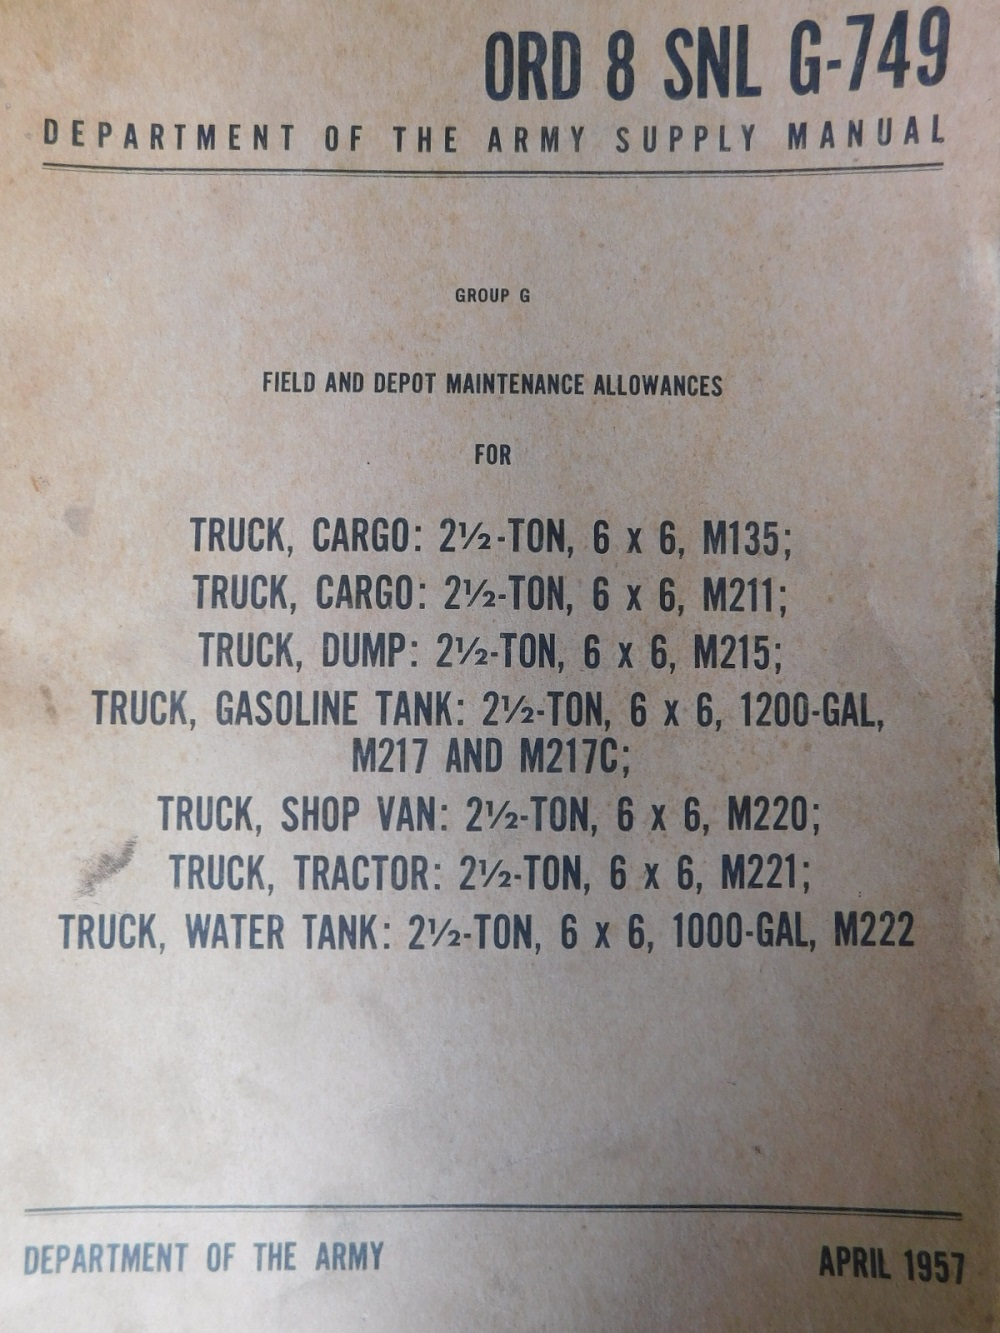 ORD 8 SNL G-749
DEPARTMENT OF THE ARMY SUPPLY MANUAL
GROUP G
FIELD AND DEPOT MAINTENANCE ALLOWANCES
FOR
TRUCK, CARGO: 2½-TON, 6 x 6, M135;
TRUCK, CARGO: 2½-TON, 6 x 6, M211;
TRUCK, DUMP: 2½-TON, 6 x 6, M215;
TRUCK, GASOLINE TANK: 2½-TON, 6 x 6, 1200-GAL,
M217 AND M217C;
TRUCK, SHOP VAN: 2½-TON, 6 x 6, M220;
TRUCK, TRACTOR: 2½-TON, 6 x 6, M221;
TRUCK, WATER TANK: 2½-TON, 6 x 6, 1000-GAL, M222
DEPARTMENT OF THE ARMY
APRIL 1957